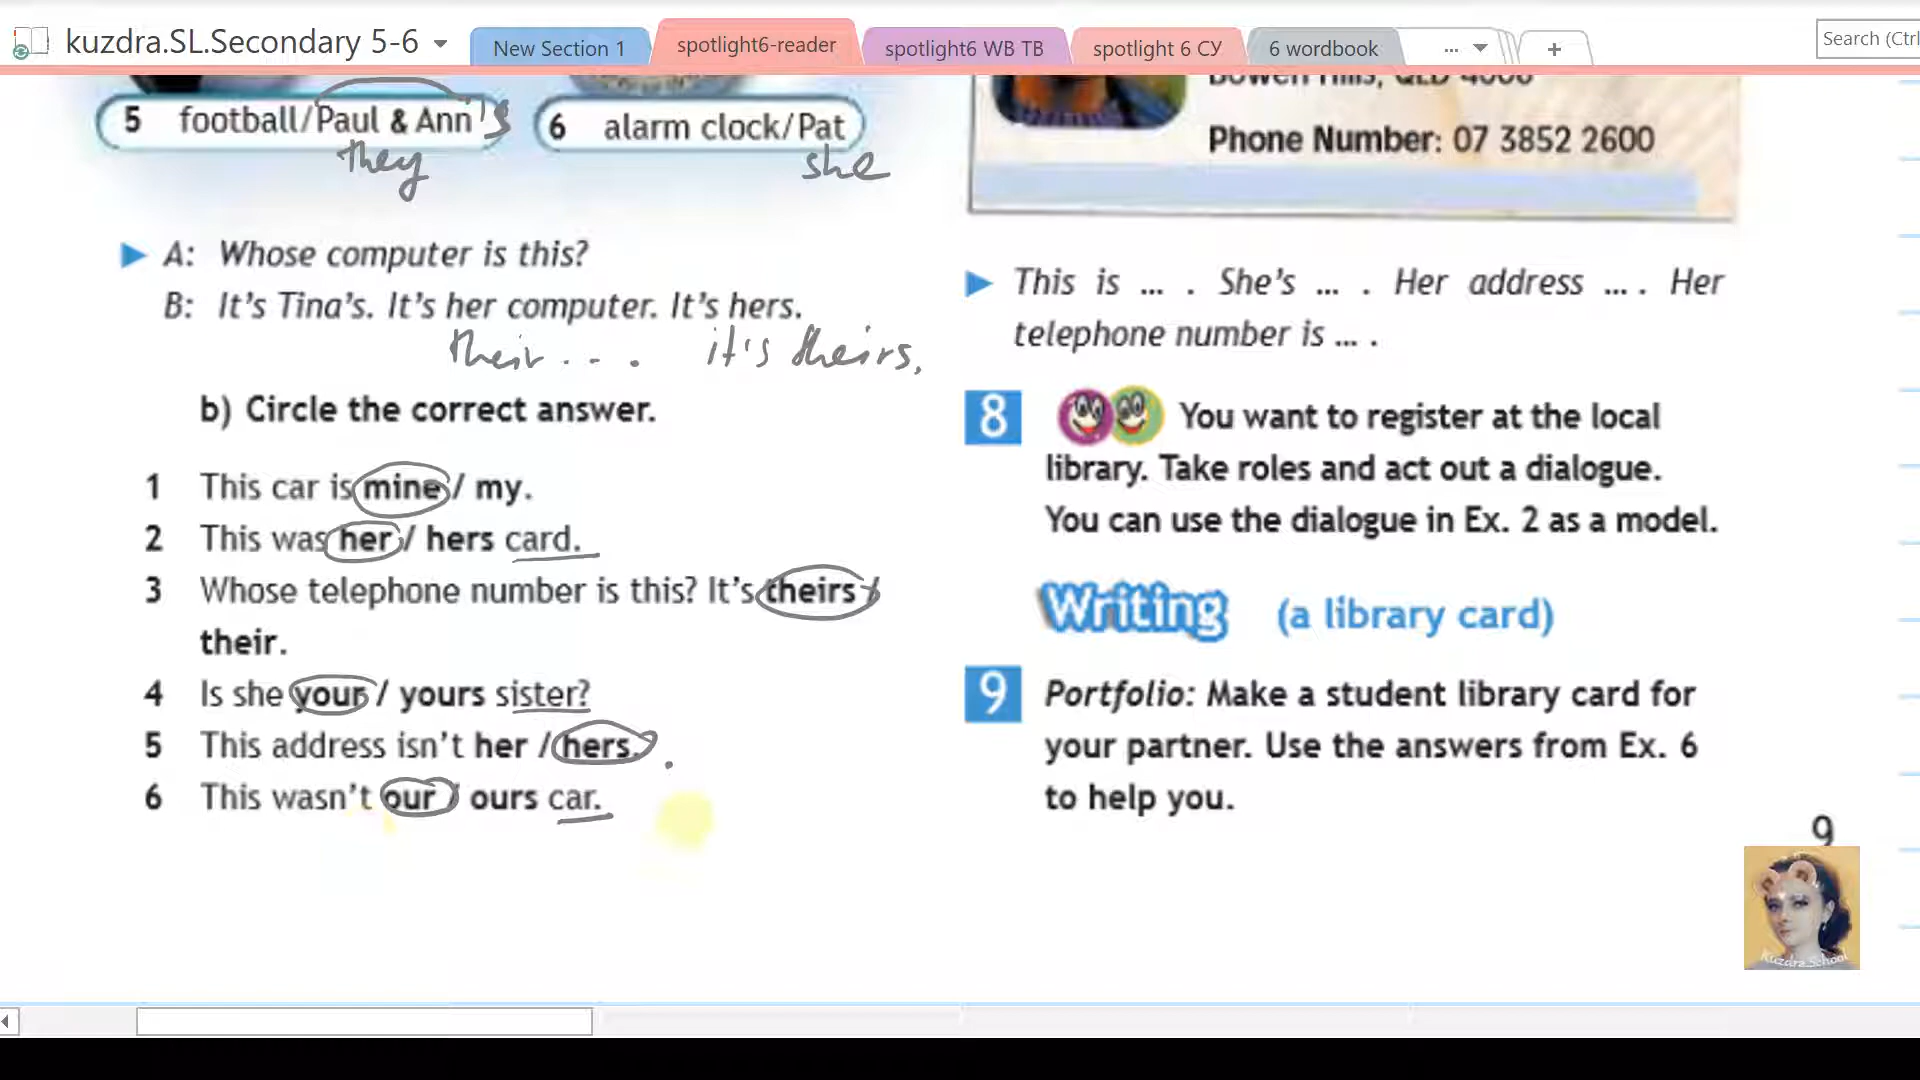 kuzdra.SL.Secondary 5-6
New Section 1
spotlight6-reader
spotlight6 WB TB
spotlight 6 СУ
6 wordbook
...
+
Search (Ctrl
5 football/Paul & Ann's
they
6 alarm clock/Pat
she
A: Whose computer is this?
B: It's Tina's. It's her computer. It's hers.
their . . . it's theirs,
b) Circle the correct answer.
1 This car is mine / my.
2 This was her / hers card.
3 Whose telephone number is this? It's theirs /
their.
4 Is she your / yours sister?
5 This address isn't her / hers.
6 This wasn't our / ours car.
Bowen Hills, QLD 4006
Phone Number: 07 3852 2600
This is ... . She's ... . Her address ... . Her
telephone number is ... .
8 You want to register at the local
library. Take roles and act out a dialogue.
You can use the dialogue in Ex. 2 as a model.
Writing (a library card)
9 Portfolio: Make a student library card for
your partner. Use the answers from Ex. 6
to help you.
9
Kuzdra.School